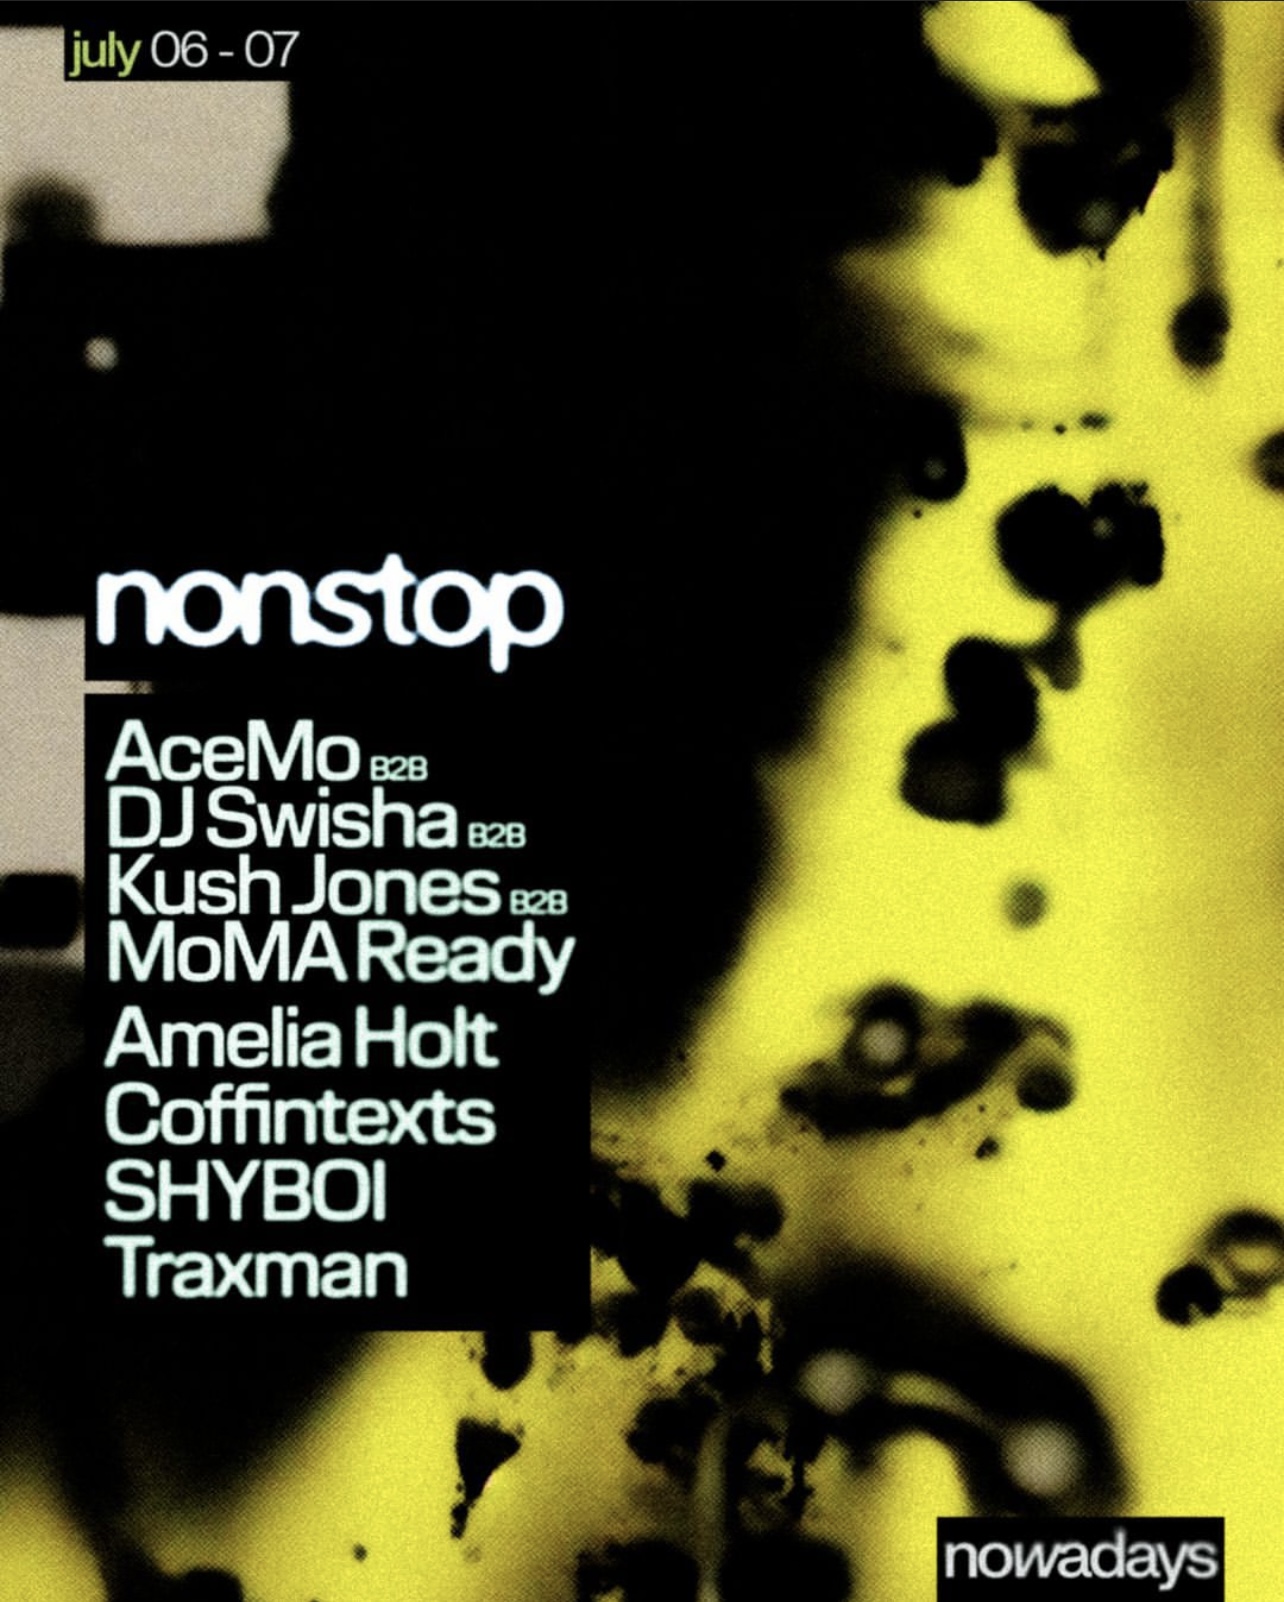 july 06 - 07
nonstop
AceMo B2B
DJ Swisha B2B
Kush Jones B2B
MoMA Ready
Amelia Holt
Coffintexts
SHYBOI
Traxman
nowadays